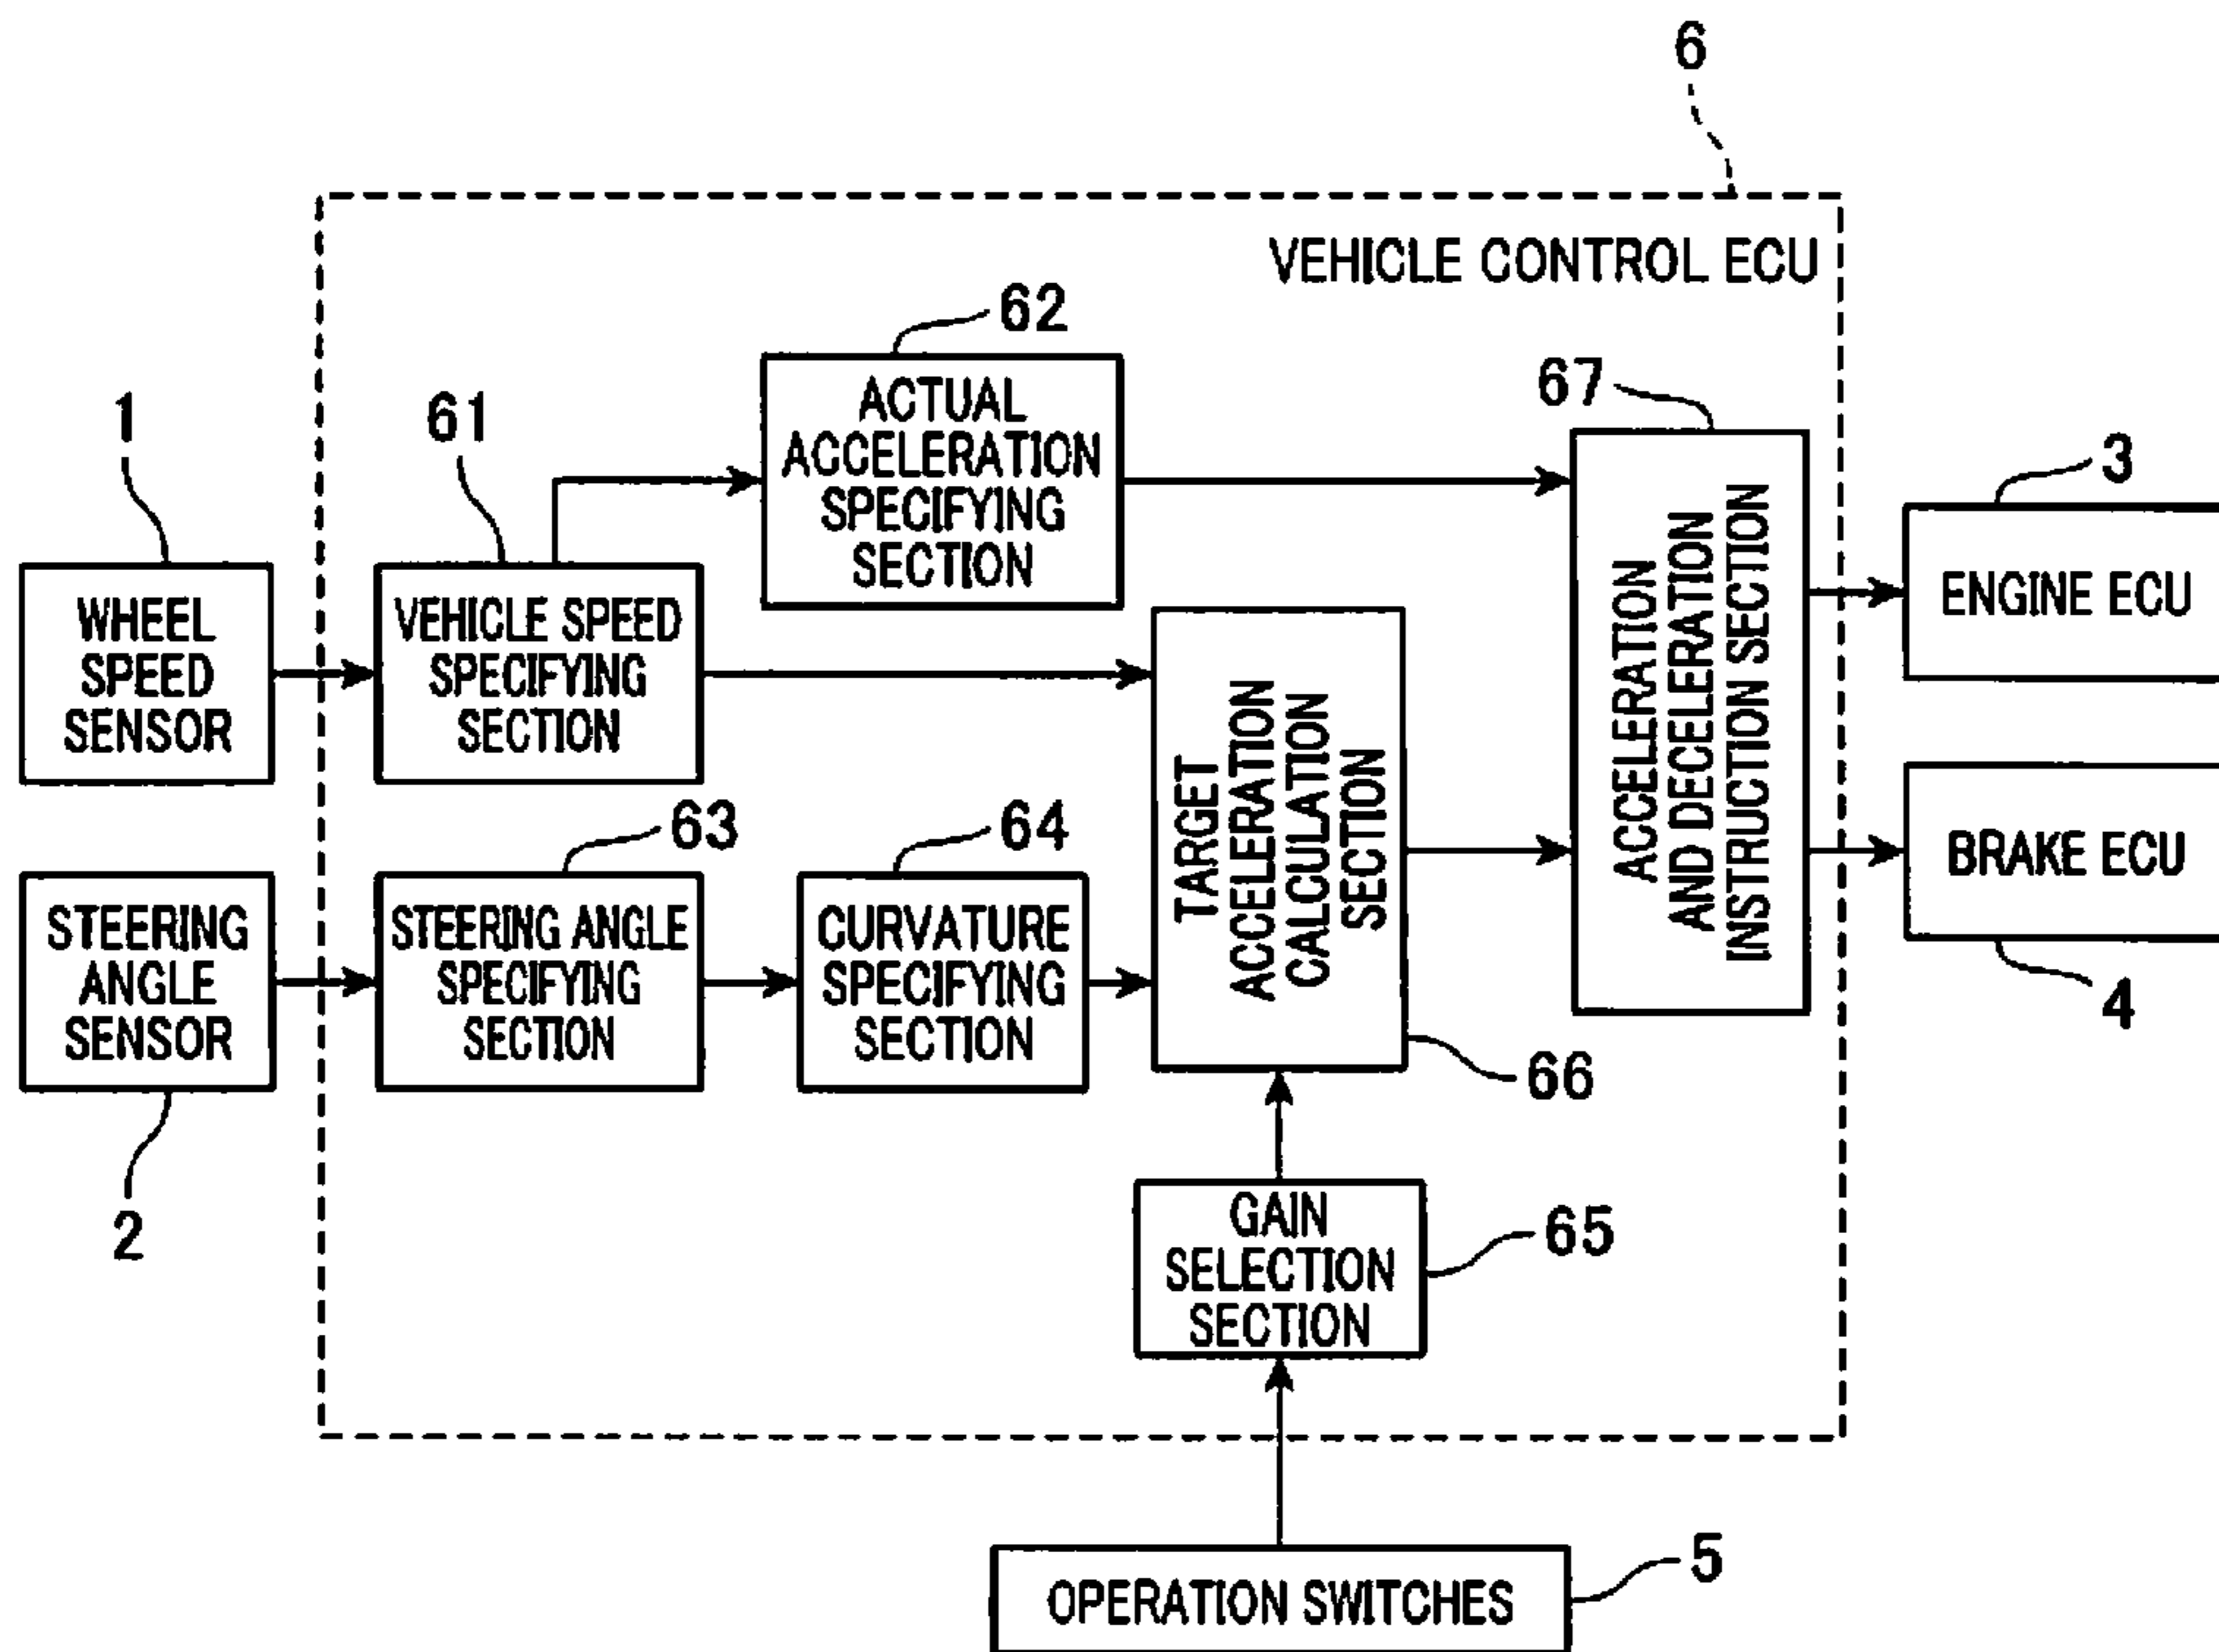 6
VEHICLE CONTROL ECU
62
ACTUAL
ACCELERATION
SPECIFYING
SECTION
67
ACCELERATION
AND DECELERATION
INSTRUCTION SECTION
1
WHEEL
SPEED
SENSOR
61
VEHICLE SPEED
SPECIFYING
SECTION
3
ENGINE ECU
TARGET
ACCELERATION
CALCULATION
SECTION
66
63
STEERING ANGLE
SPECIFYING
SECTION
64
CURVATURE
SPECIFYING
SECTION
BRAKE ECU
4
STEERING
ANGLE
SENSOR
2
GAIN
SELECTION
SECTION
65
OPERATION SWITCHES
5